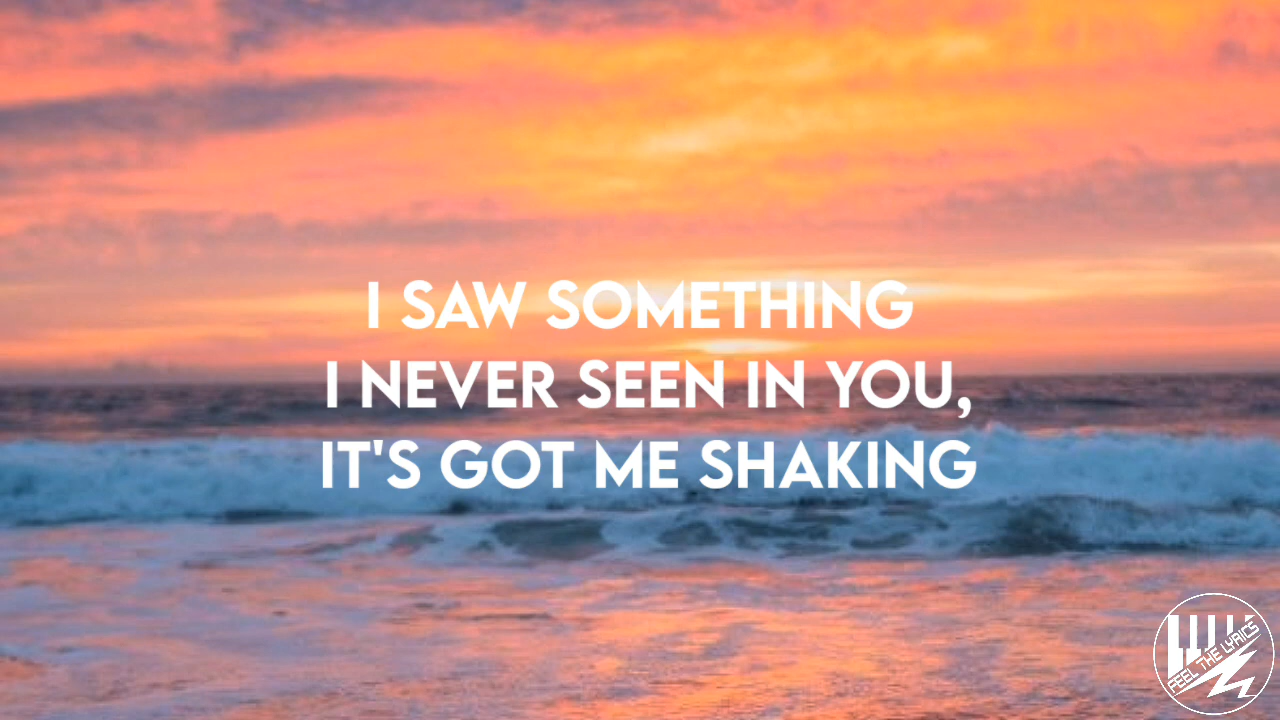 I SAW SOMETHING
I NEVER SEEN IN YOU,
IT'S GOT ME SHAKING
FEEL THE LYRICS